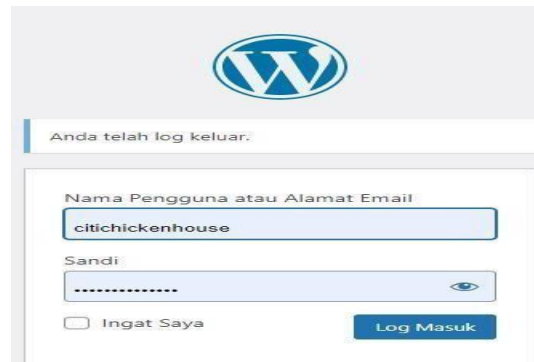 Anda telah log keluar.
Nama Pengguna atau Alamat Email
citichickenhouse
Sandi
••••••••••••••
Ingat Saya
Log Masuk